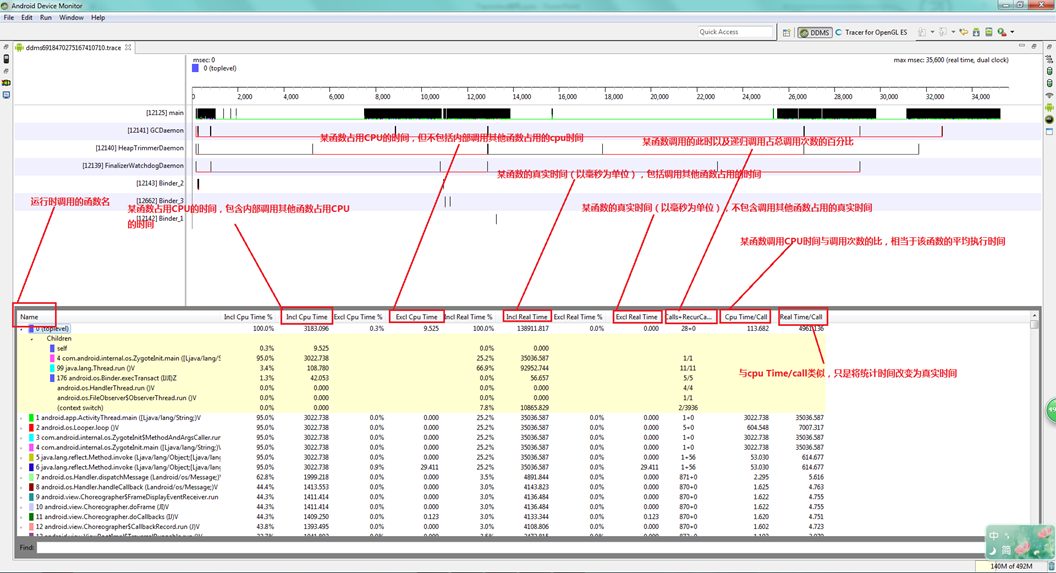 Android Device Monitor
File Edit Run Window Help
Quick Access
DDMS
Tracer for OpenGL ES
ddms6918470275167410710.trace
msec: 0
max msec: 35,600 (real time, dual clock)
0 (toplevel)
0 2,000 4,000 6,000 8,000 10,000 12,000 14,000 16,000 18,000 20,000 22,000 24,000 26,000 28,000 30,000 32,000 34,000
[12125] main
[12141] GCDaemon
某函数占用CPU的时间,但不包括内部调用其他函数占用的cpu时间
某函数调用的此时以及递归调用占总调用次数的百分比
[12140] HeapTrimmerDaemon
[12139] FinalizerWatchdogDaemon
某函数的真实时间(以毫秒为单位),包括调用其他函数占用的时间
[12143] Binder_2
[12662] Binder_3
运行时调用的函数名
某函数占用CPU的时间,包含内部调用其他函数占用CPU
的时间
某函数的真实时间(以毫秒为单位),不包含调用其他函数占用的真实时间
[12142] Binder_1
某函数调用CPU时间与调用次数的比,相当于该函数的平均执行时间
Name Incl Cpu Time % Incl Cpu Time Excl Cpu Time % Excl Cpu Time Incl Real Time % Incl Real Time Excl Real Time % Excl Real Time Calls+RecurCa... Cpu Time/Call Real Time/Call
0 (toplevel) 100.0% 3183.096 0.3% 9.525 100.0% 138911.817 0.0% 0.000 28+0 113.682 4961.136
Children
self 0.3% 9.525 0.0% 0.000
4 com.android.internal.os.ZygoteInit.main ([Ljava/lang/S 95.0% 3022.738 25.2% 35036.587 1/1
99 java.lang.Thread.run ()V 3.4% 108.780 66.9% 92952.744 11/11
176 android.os.Binder.execTransact (IJJI)Z 1.3% 42.053 0.0% 56.657 5/5
android.os.HandlerThread.run ()V 0.0% 0.000 0.0% 0.000 4/4
android.os.FileObserver$ObserverThread.run ()V 0.0% 0.000 0.0% 0.000 1/1
(context switch) 0.0% 0.000 7.8% 10865.829 2/3936
与cpu Time/call类似,只是将统计时间改变为真实时间
1 android.app.ActivityThread.main ([Ljava/lang/String;)V 95.0% 3022.738 0.0% 0.000 25.2% 35036.587 0.0% 0.000 1+0 3022.738 35036.587
2 android.os.Looper.loop ()V 95.0% 3022.738 0.0% 0.000 25.2% 35036.587 0.0% 0.000 5+0 604.548 7007.317
3 com.android.internal.os.ZygoteInit$MethodAndArgsCaller.run 95.0% 3022.738 0.0% 0.000 25.2% 35036.587 0.0% 0.000 1+0 3022.738 35036.587
4 com.android.internal.os.ZygoteInit.main ([Ljava/lang/String;)V 95.0% 3022.738 0.0% 0.000 25.2% 35036.587 0.0% 0.000 1+0 3022.738 35036.587
5 java.lang.reflect.Method.invoke (Ljava/lang/Object;[Ljava/lang 95.0% 3022.738 0.0% 0.000 25.2% 35036.587 0.0% 0.000 1+56 53.030 614.677
6 java.lang.reflect.Method.invoke (Ljava/lang/Object;[Ljava/lang 95.0% 3022.738 0.9% 29.411 25.2% 35036.587 0.0% 29.411 1+56 53.030 614.677
7 android.os.Handler.dispatchMessage (Landroid/os/Message;)V 62.8% 1999.218 0.0% 0.000 3.5% 4891.844 0.0% 0.000 871+0 2.295 5.616
8 android.os.Handler.handleCallback (Landroid/os/Message;)V 44.4% 1413.553 0.0% 0.000 3.0% 4143.823 0.0% 0.000 870+0 1.625 4.763
9 android.view.Choreographer$FrameDisplayEventReceiver.run 44.3% 1411.414 0.0% 0.000 3.0% 4136.484 0.0% 0.000 870+0 1.622 4.755
10 android.view.Choreographer.doFrame (JI)V 44.3% 1411.414 0.0% 0.000 3.0% 4136.484 0.0% 0.000 870+0 1.622 4.755
11 android.view.Choreographer.doCallbacks (IJ)V 44.3% 1409.250 0.0% 0.123 3.0% 4133.344 0.0% 0.123 870+0 1.620 4.751
12 android.view.Choreographer$CallbackRecord.run (J)V 43.8% 1393.495 0.0% 0.000 3.0% 4108.806 0.0% 0.000 870+0 1.602 4.723
Find:
中
简
140M of 492M